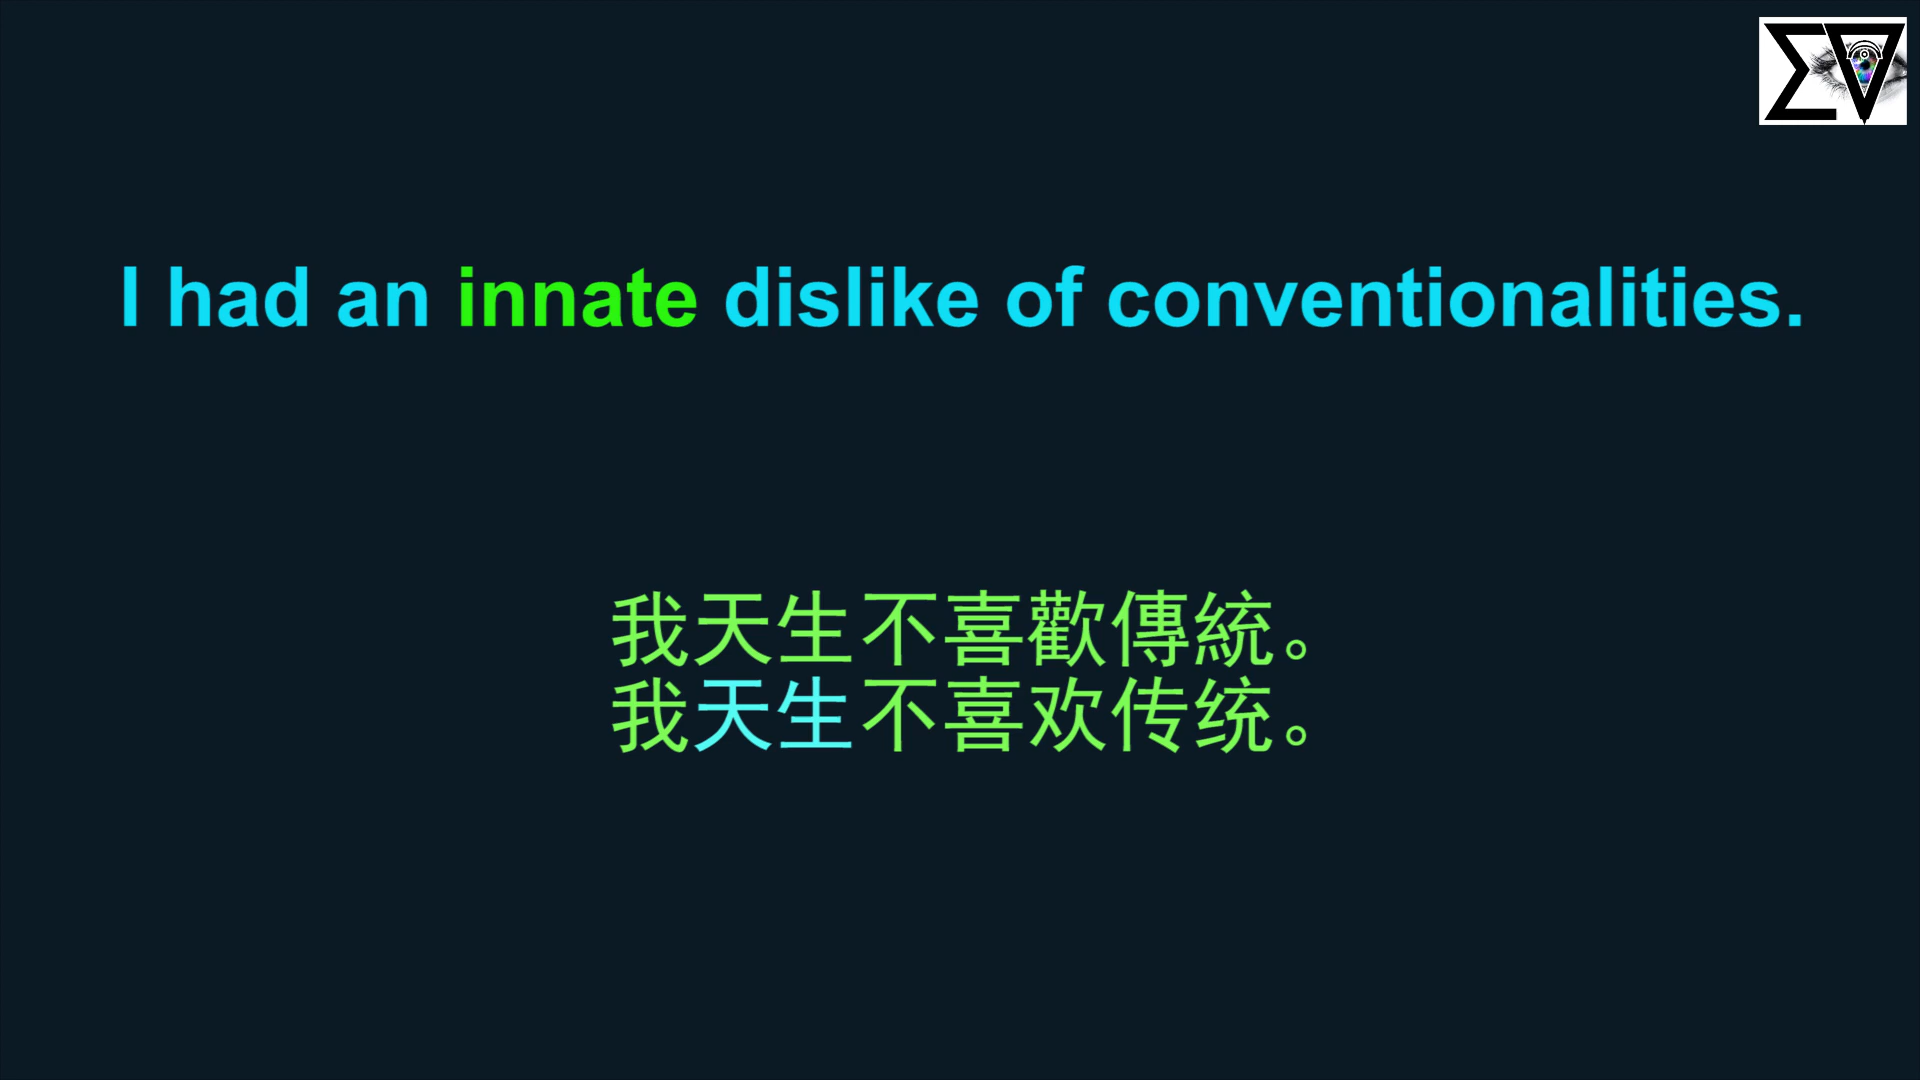 I had an innate dislike of conventionalities.
我天生不喜歡傳統。
我天生不喜欢传统。